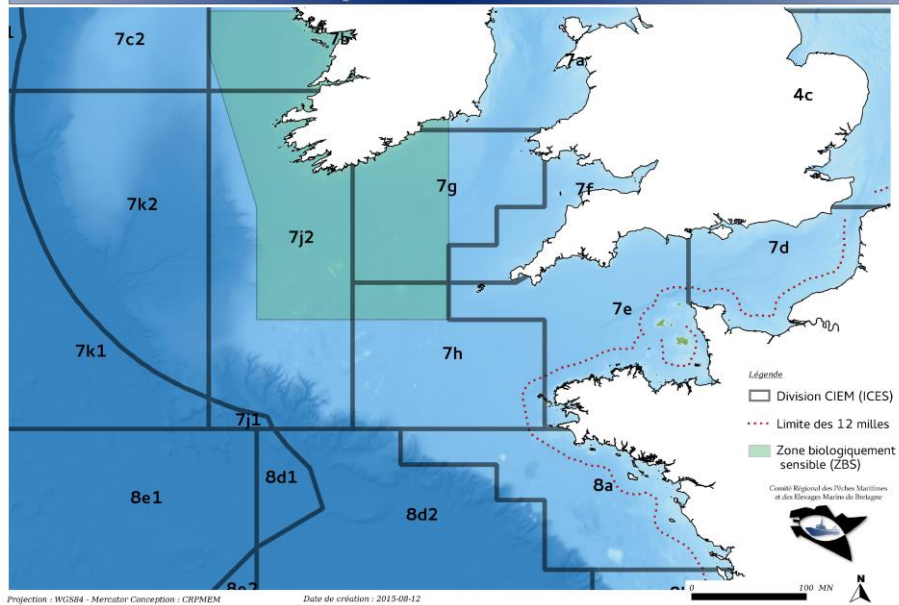 7c2
7b
7a
4c
7k2
7g
7f
7j2
7d
7e
7k1
7h
7j1
8e1
8d1
8d2
8a
8e2
Légende
Division CIEM (ICES)
Limite des 12 milles
Zone biologiquement
sensible (ZBS)
Comité Régional des Pêches Maritimes
et des Elevages Marins de Bretagne
0
100 MN
N
Projection : WGS84 - Mercator Conception : CRPMEM
Date de création : 2015-08-12